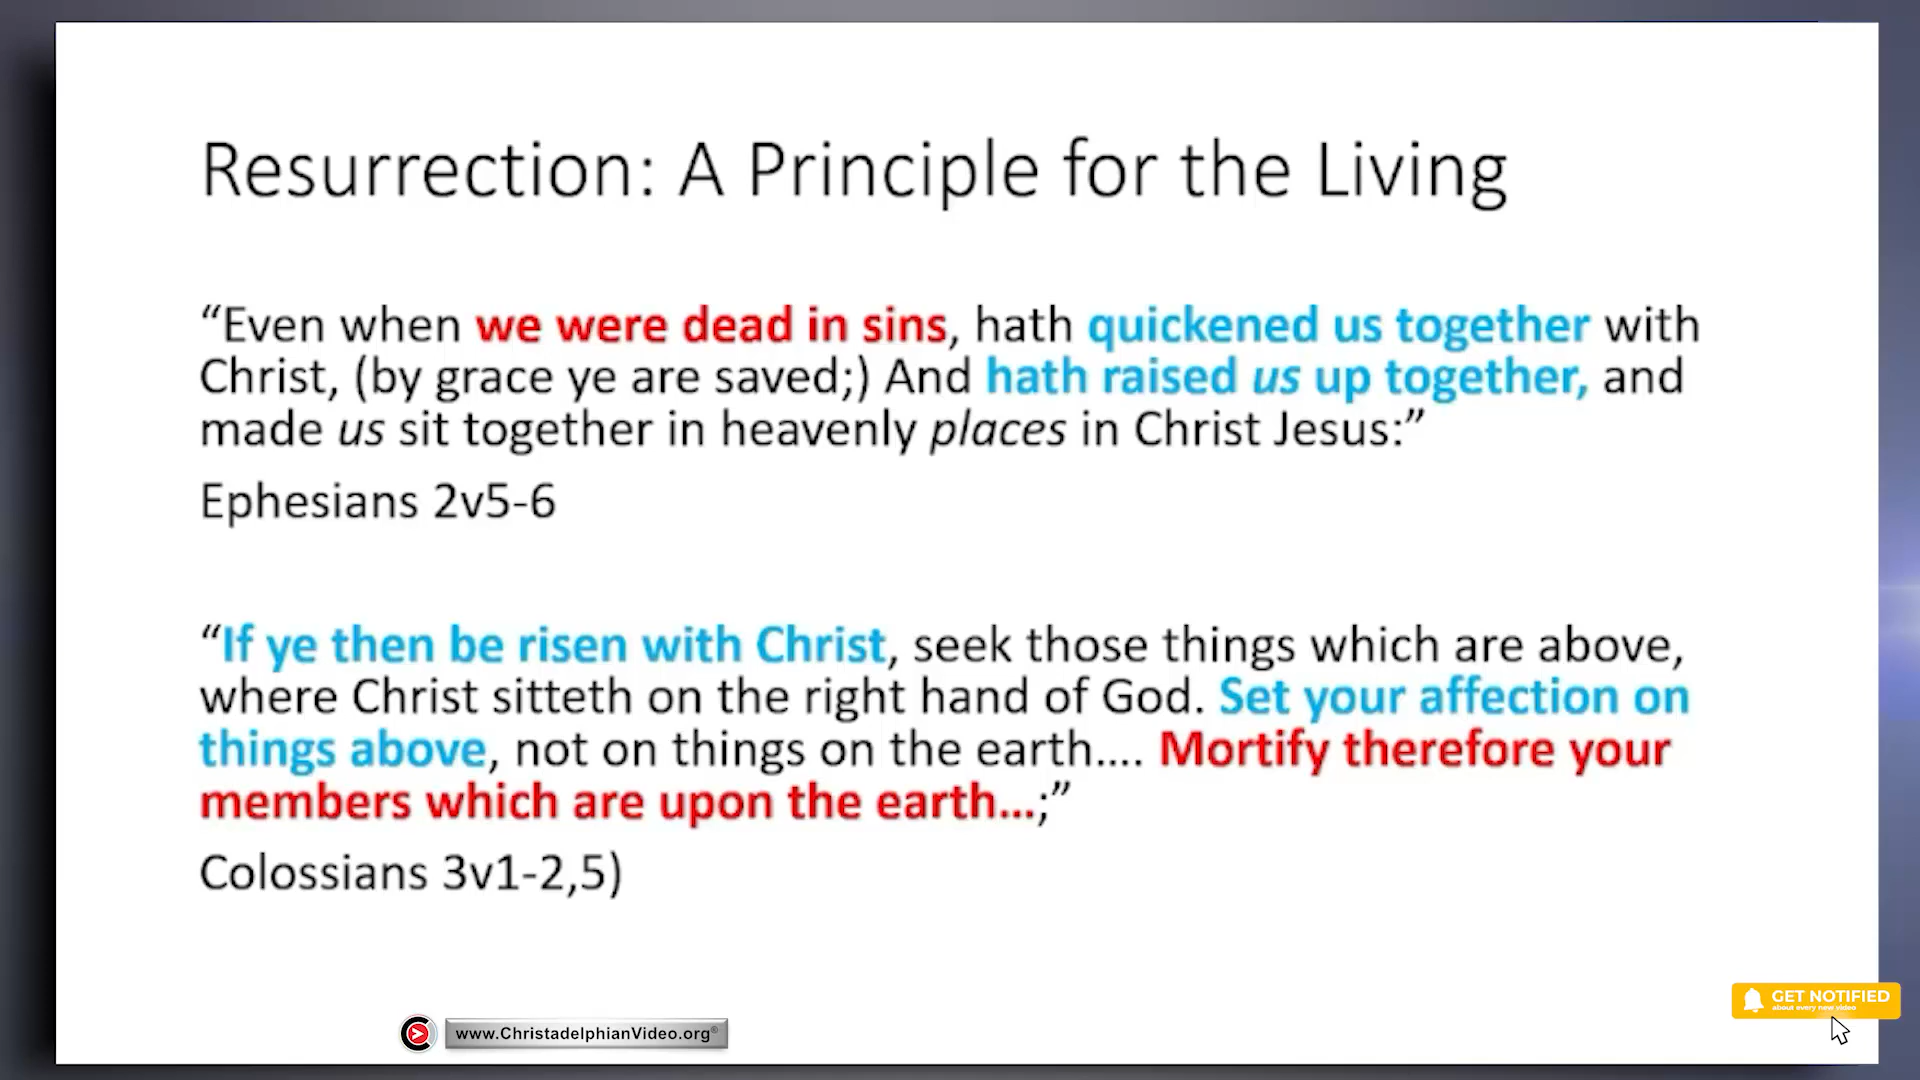 Resurrection: A Principle for the Living
“Even when we were dead in sins, hath quickened us together with
Christ, (by grace ye are saved;) And hath raised us up together, and
made us sit together in heavenly places in Christ Jesus:”
Ephesians 2v5-6
“If ye then be risen with Christ, seek those things which are above,
where Christ sitteth on the right hand of God. Set your affection on
things above, not on things on the earth…. Mortify therefore your
members which are upon the earth…;”
Colossians 3v1-2,5)
www.ChristadelphianVideo.org®
GET NOTIFIED
about every new video